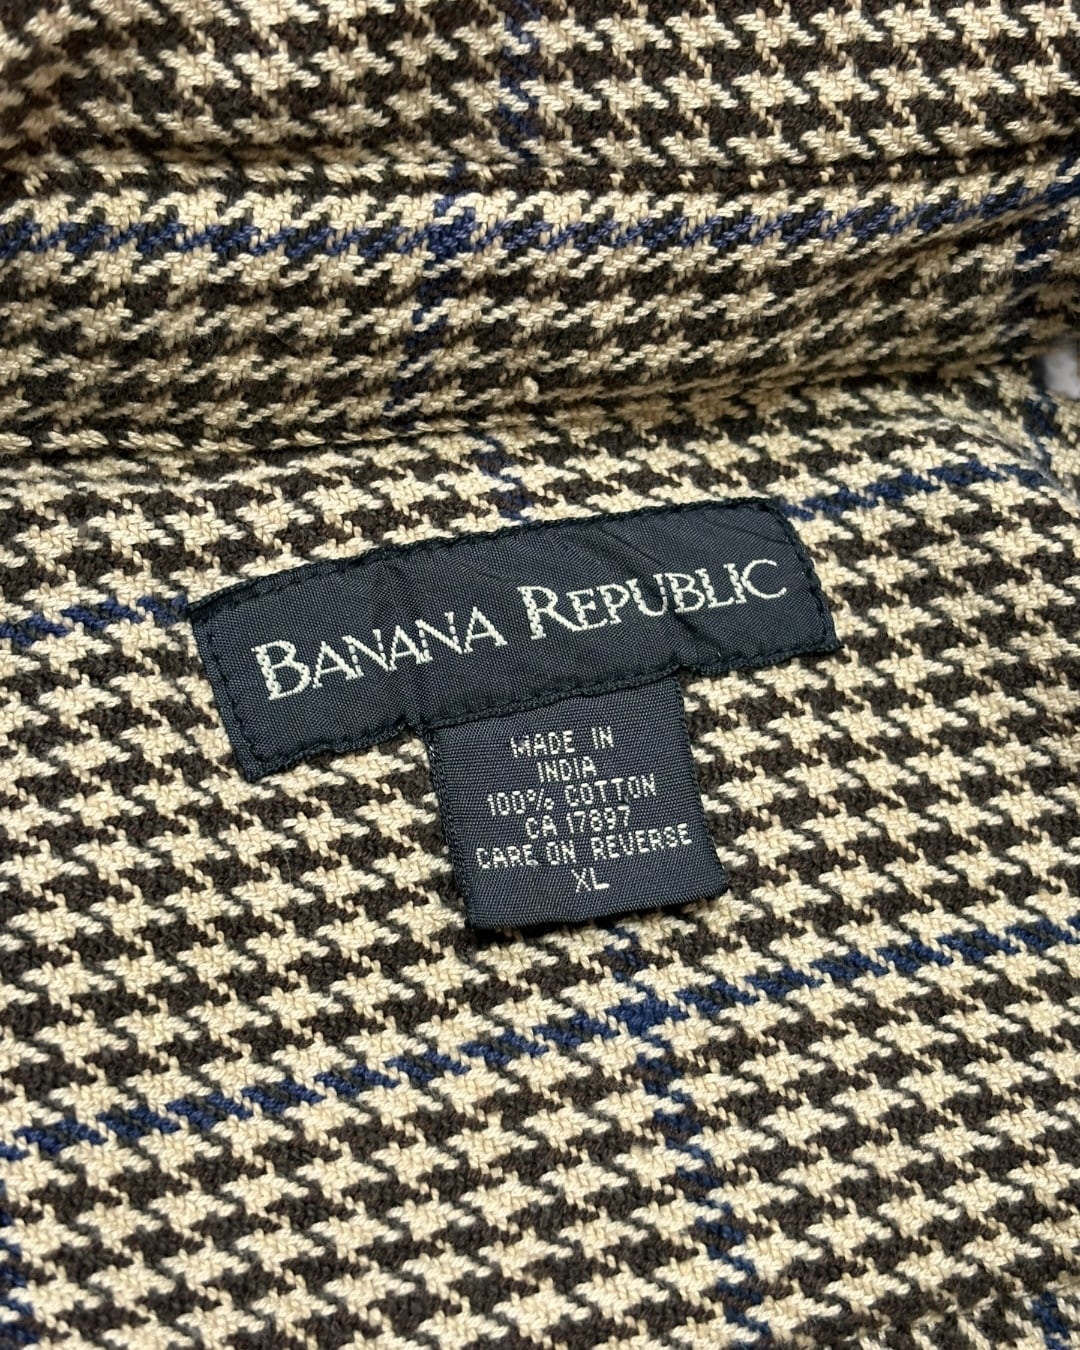 BANANA REPUBLIC
MADE IN
INDIA
100% COTTON
CA 17897
CARE ON REVERSE
XL